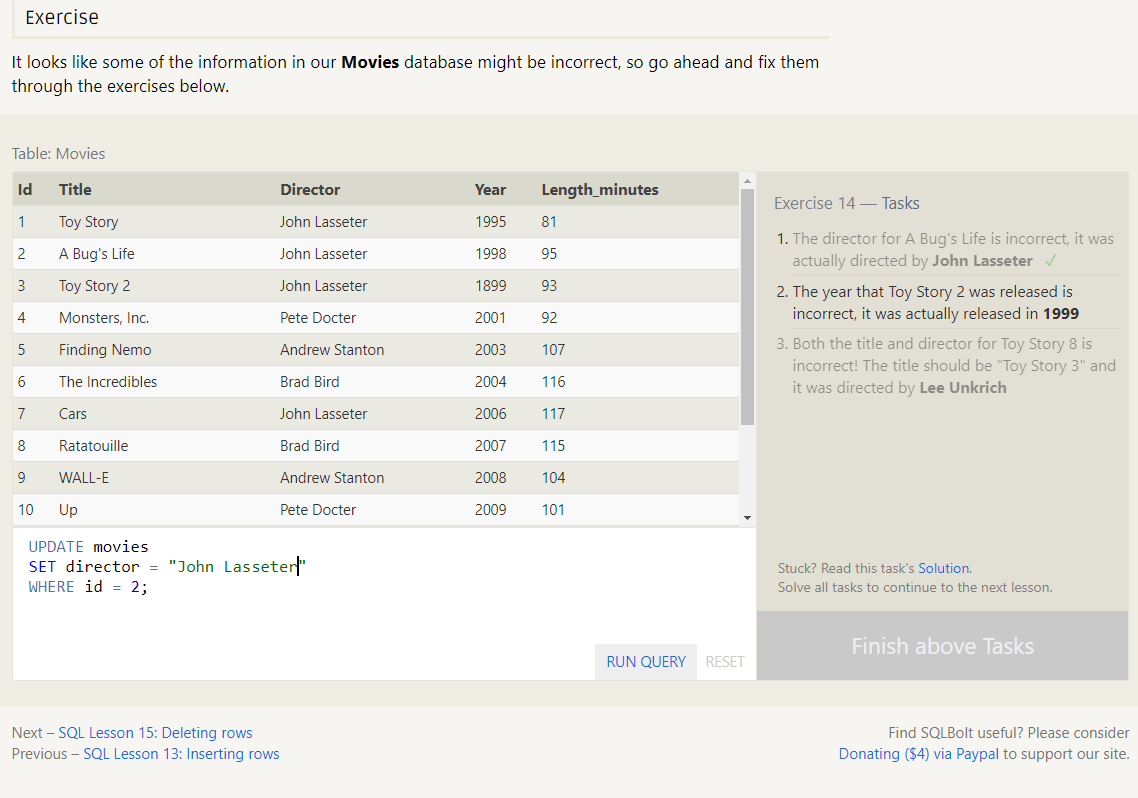 Exercise
It looks like some of the information in our Movies database might be incorrect, so go ahead and fix them
through the exercises below.
Table: Movies
Id Title Director Year Length_minutes
1 Toy Story John Lasseter 1995 81
2 A Bug's Life John Lasseter 1998 95
3 Toy Story 2 John Lasseter 1899 93
4 Monsters, Inc. Pete Docter 2001 92
5 Finding Nemo Andrew Stanton 2003 107
6 The Incredibles Brad Bird 2004 116
7 Cars John Lasseter 2006 117
8 Ratatouille Brad Bird 2007 115
9 WALL-E Andrew Stanton 2008 104
10 Up Pete Docter 2009 101
UPDATE movies
SET director = "John Lasseter"
WHERE id = 2;
RUN QUERY RESET
Exercise 14 — Tasks
1. The director for A Bug's Life is incorrect, it was
actually directed by John Lasseter ✓
2. The year that Toy Story 2 was released is
incorrect, it was actually released in 1999
3. Both the title and director for Toy Story 8 is
incorrect! The title should be "Toy Story 3" and
it was directed by Lee Unkrich
Stuck? Read this task's Solution.
Solve all tasks to continue to the next lesson.
Finish above Tasks
Next – SQL Lesson 15: Deleting rows
Previous – SQL Lesson 13: Inserting rows
Find SQLBolt useful? Please consider
Donating ($4) via Paypal to support our site.